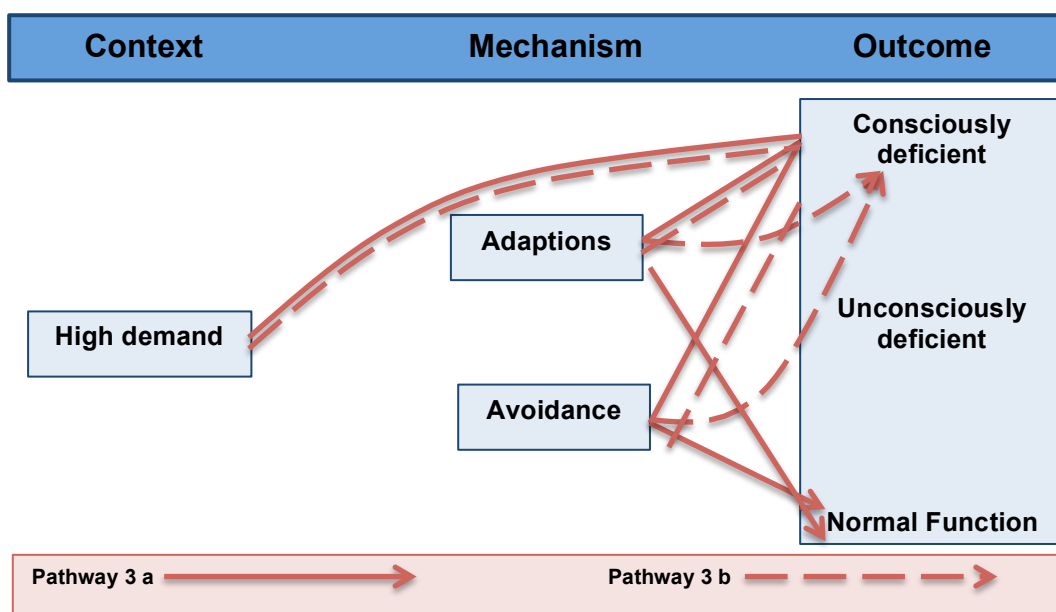 Context
Mechanism
Outcome
Consciously
deficient
Adaptions
High demand
Unconsciously
deficient
Avoidance
Normal Function
Pathway 3 a
Pathway 3 b